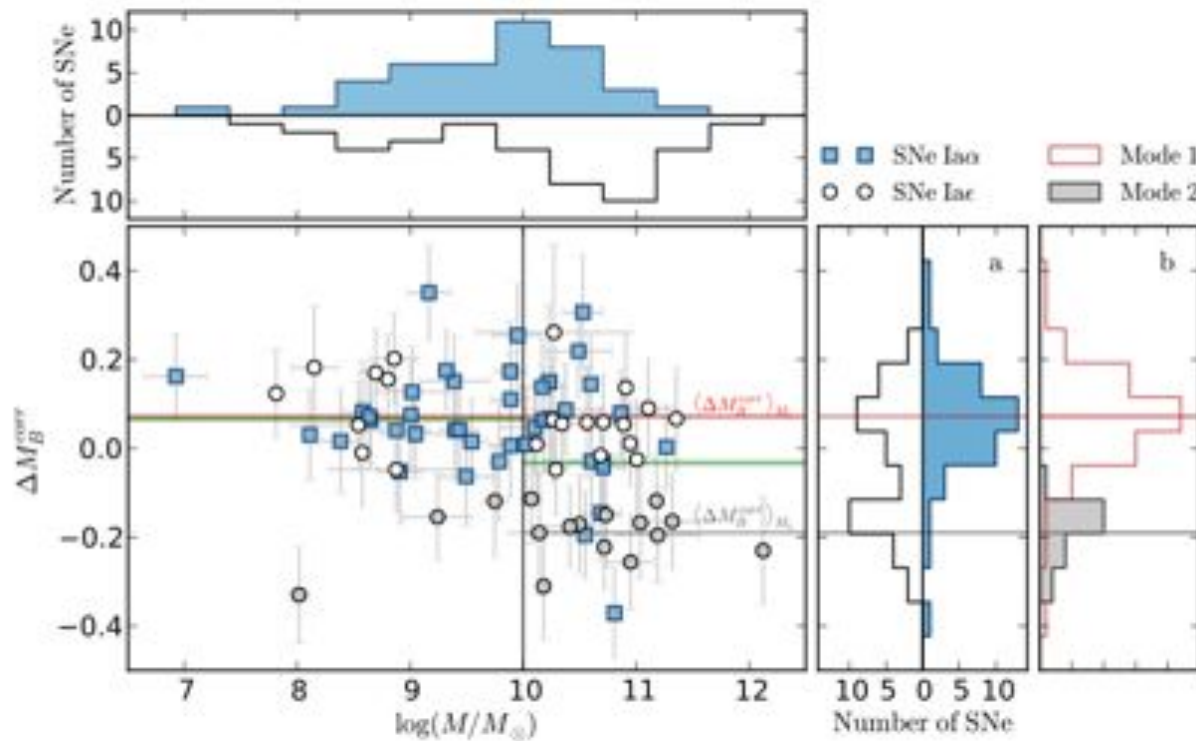 Number of SNe
10
5
0
5
10
SNe Iaα
SNe Iaϵ
Mode 1
Mode 2
ΔM_B^corr
0.4
0.2
0.0
−0.2
−0.4
a
b
7 8 9 10 11 12
log(M/M_⊙)
10 5 0 5 10
Number of SNe